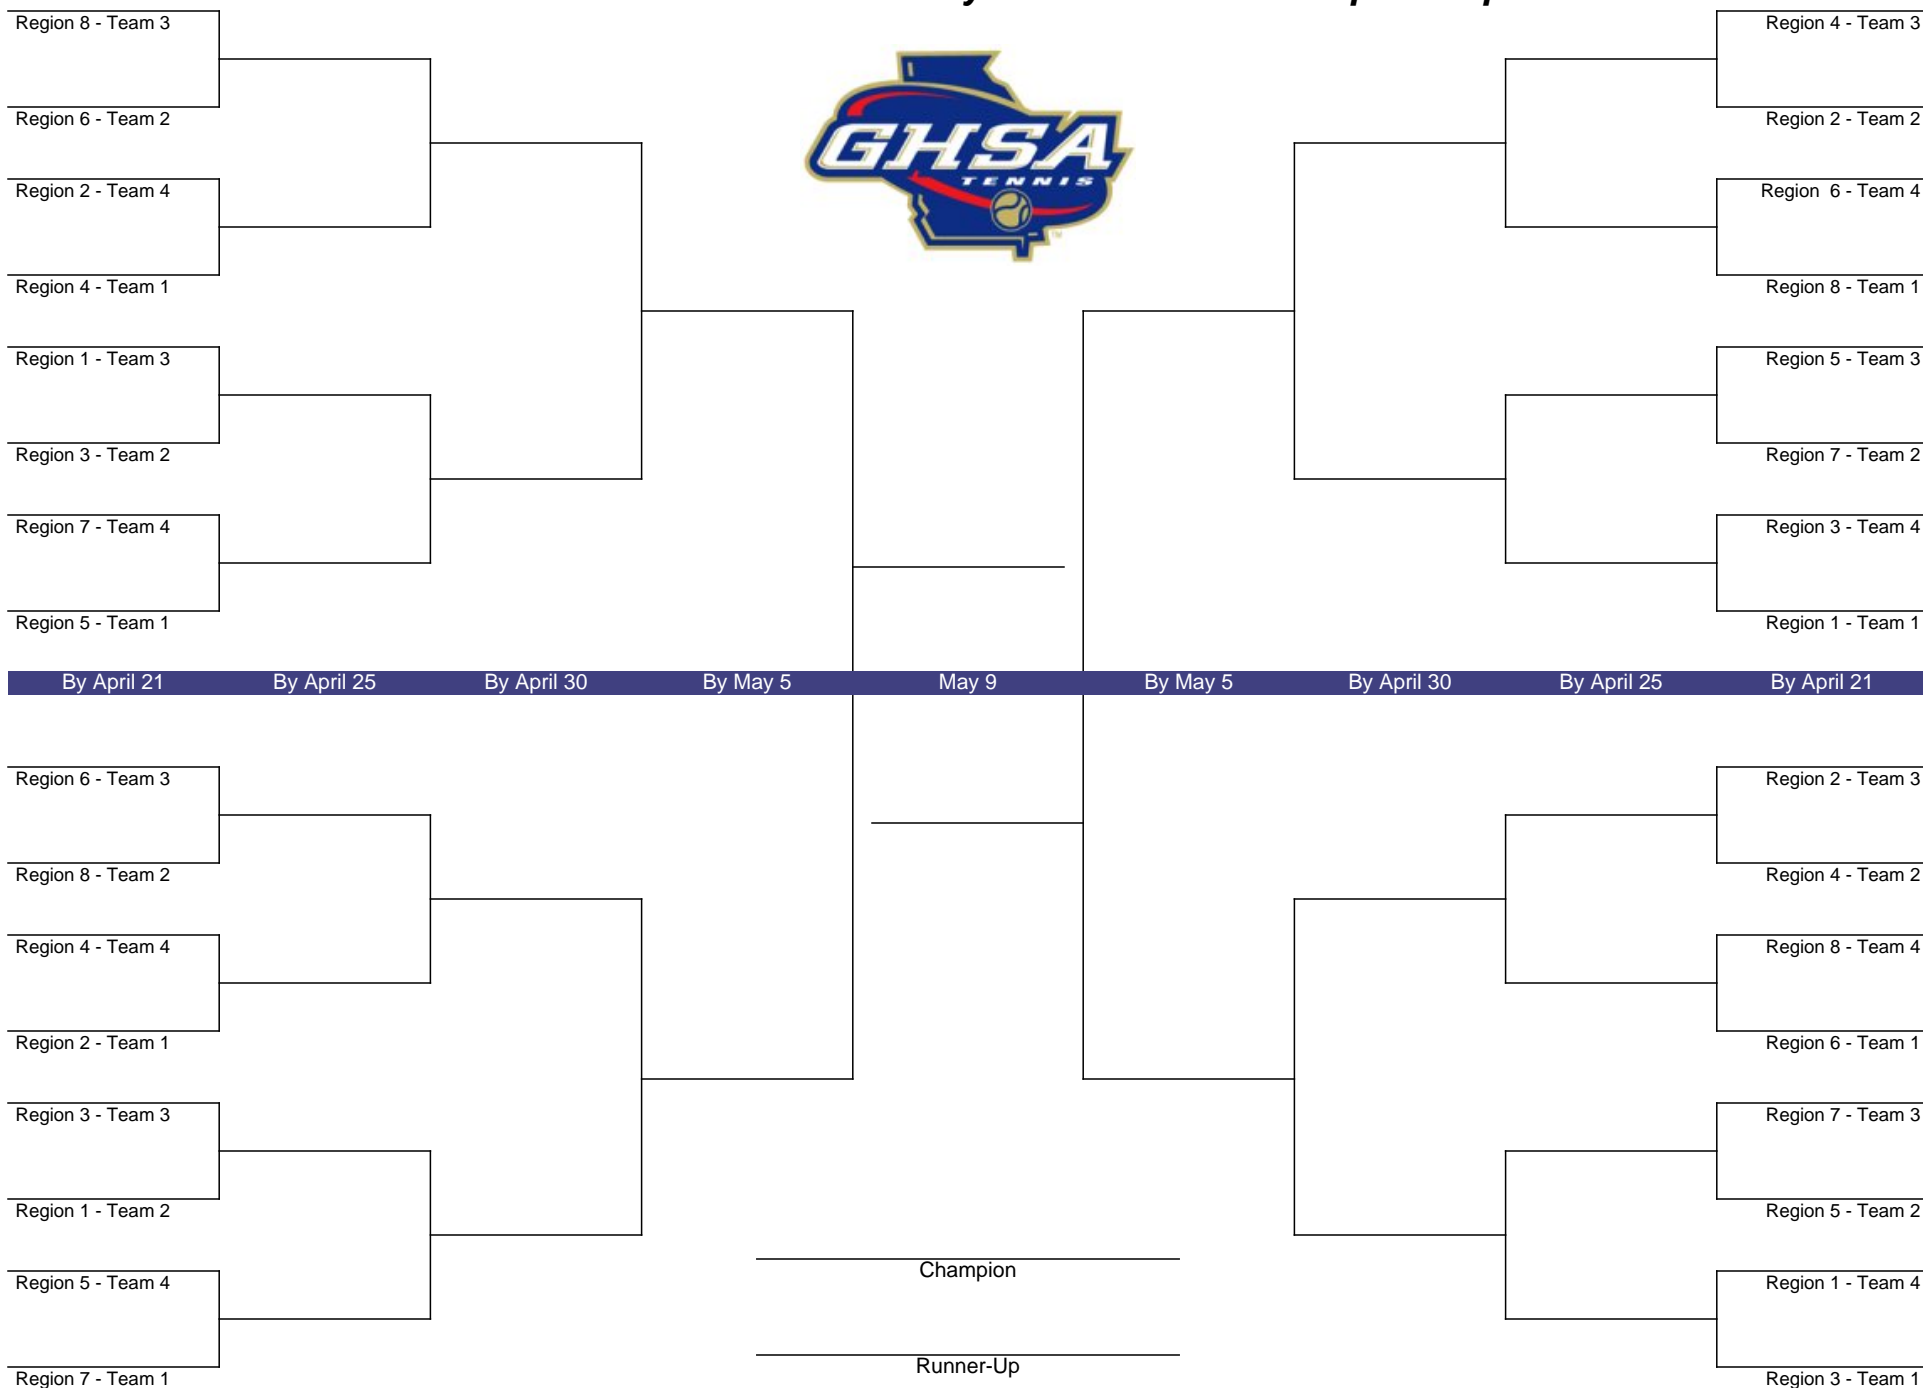 Region 8 - Team 3
Region 6 - Team 2
Region 2 - Team 4
Region 4 - Team 1
Region 1 - Team 3
Region 3 - Team 2
Region 7 - Team 4
Region 5 - Team 1
GHSA
TENNIS
TM
Region 4 - Team 3
Region 2 - Team 2
Region  6 - Team 4
Region 8 - Team 1
Region 5 - Team 3
Region 7 - Team 2
Region 3 - Team 4
Region 1 - Team 1
By April 21 By April 25 By April 30 By May 5 May 9 By May 5 By April 30 By April 25 By April 21
Region 6 - Team 3
Region 8 - Team 2
Region 4 - Team 4
Region 2 - Team 1
Region 3 - Team 3
Region 1 - Team 2
Region 5 - Team 4
Region 7 - Team 1
Champion
Runner-Up
Region 2 - Team 3
Region 4 - Team 2
Region 8 - Team 4
Region 6 - Team 1
Region 7 - Team 3
Region 5 - Team 2
Region 1 - Team 4
Region 3 - Team 1